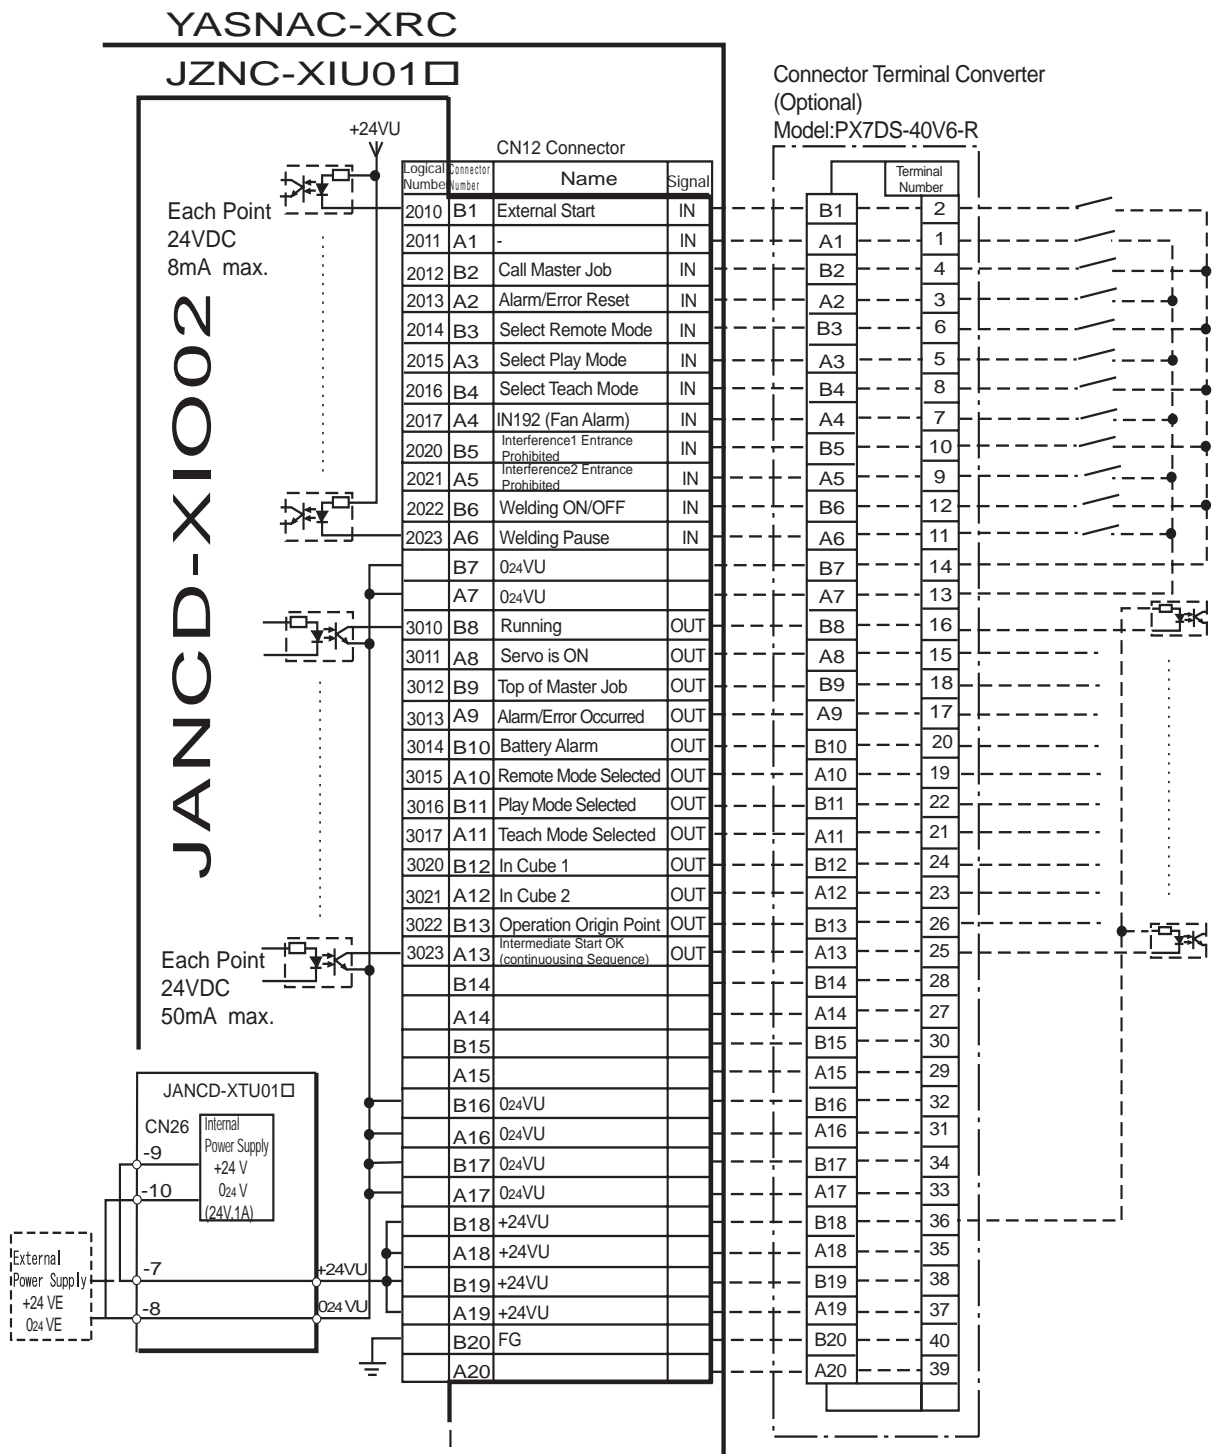 YASNAC-XRC
JZNC-XIU01□
Connector Terminal Converter
(Optional)
Model:PX7DS-40V6-R
+24VU
CN12 Connector
Logical Numbe Connector Number Name Signal
Terminal Number
Each Point
24VDC
8mA max.
JANCD-XIO02
2010 B1 External Start IN B1 2
2011 A1 - IN A1 1
2012 B2 Call Master Job IN B2 4
2013 A2 Alarm/Error Reset IN A2 3
2014 B3 Select Remote Mode IN B3 6
2015 A3 Select Play Mode IN A3 5
2016 B4 Select Teach Mode IN B4 8
2017 A4 IN192 (Fan Alarm) IN A4 7
2020 B5 Interference1 Entrance Prohibited IN B5 10
2021 A5 Interference2 Entrance Prohibited IN A5 9
2022 B6 Welding ON/OFF IN B6 12
2023 A6 Welding Pause IN A6 11
B7 024VU B7 14
A7 024VU A7 13
3010 B8 Running OUT B8 16
3011 A8 Servo is ON OUT A8 15
3012 B9 Top of Master Job OUT B9 18
3013 A9 Alarm/Error Occurred OUT A9 17
3014 B10 Battery Alarm OUT B10 20
3015 A10 Remote Mode Selected OUT A10 19
3016 B11 Play Mode Selected OUT B11 22
3017 A11 Teach Mode Selected OUT A11 21
3020 B12 In Cube 1 OUT B12 24
3021 A12 In Cube 2 OUT A12 23
3022 B13 Operation Origin Point OUT B13 26
3023 A13 Intermediate Start OK (continuousing Sequence) OUT A13 25
Each Point
24VDC
50mA max.
B14 B14 28
A14 A14 27
B15 B15 30
A15 A15 29
B16 024VU B16 32
A16 024VU A16 31
B17 024VU B17 34
A17 024VU A17 33
B18 +24VU B18 36
A18 +24VU A18 35
B19 +24VU B19 38
A19 +24VU A19 37
B20 FG B20 40
A20 A20 39
JANCD-XTU01□
CN26
Internal
Power Supply
+24 V
024 V
(24V,1A)
-9
-10
-7
-8
+24VU
024 VU
External
Power Supply
+24 VE
024 VE